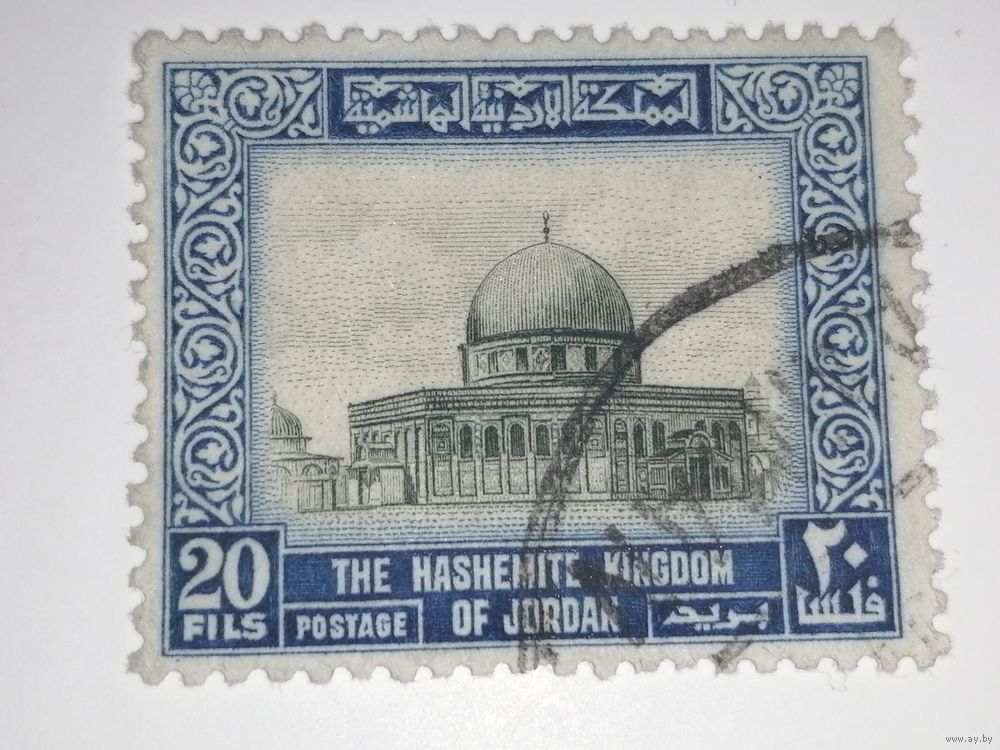 المملكة الاردنية الهاشمية
20 FILS
THE HASHEMITE KINGDOM
OF JORDAN
POSTAGE
بريد
٢٠ فلسا
www.ay.by